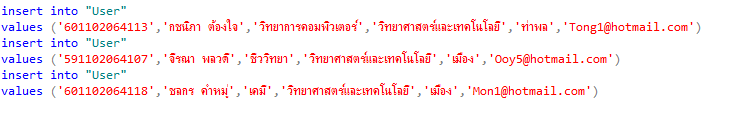 insert into "User"
values ('601102064113','กชนิภา ต้องใจ','วิทยาการคอมพิวเตอร์','วิทยาศาสตร์และเทคโนโลยี','ท่าพล','Tong1@hotmail.com')
insert into "User"
values ('591102064107','จิรณา พลวตี','ชีววิทยา','วิทยาศาสตร์และเทคโนโลยี','เมือง','Ooy5@hotmail.com')
insert into "User"
values ('601102064118','ชลกร คำหมู่','เคมี','วิทยาศาสตร์และเทคโนโลยี','เมือง','Mon1@hotmail.com')